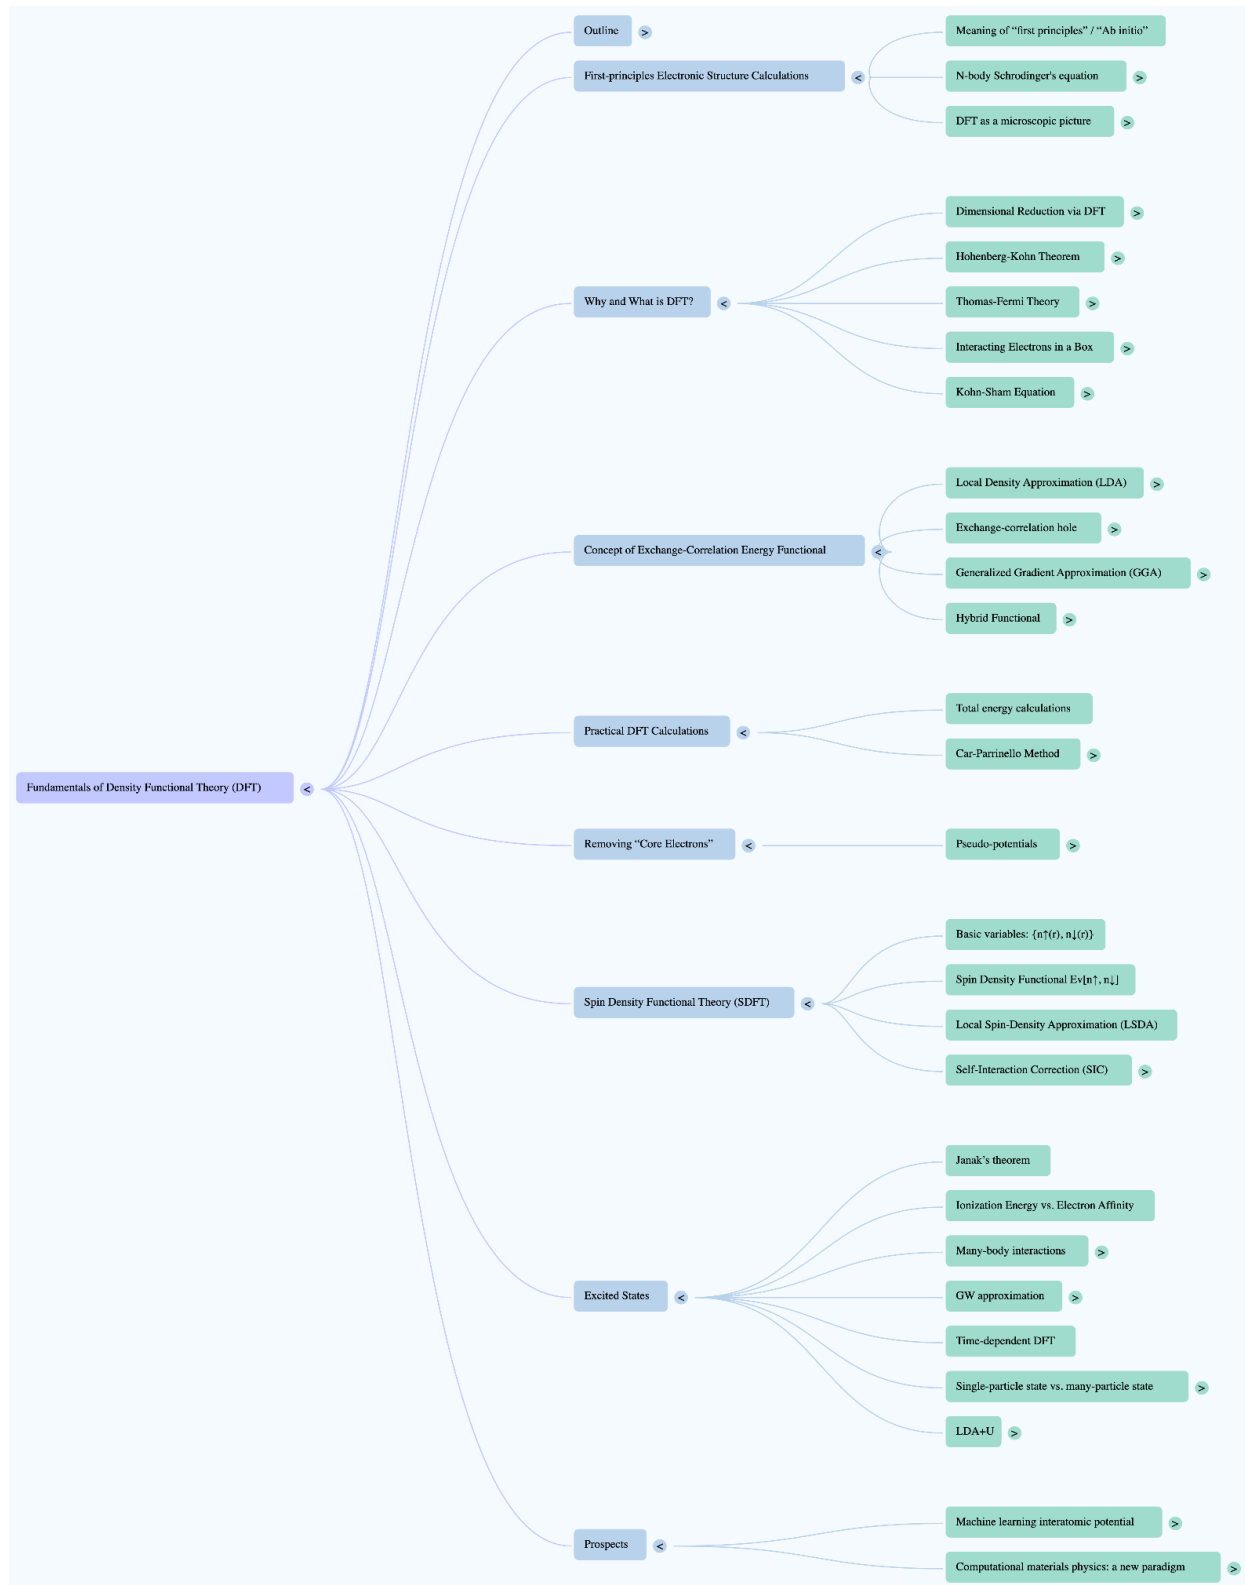 Fundamentals of Density Functional Theory (DFT) <
Outline >
First-principles Electronic Structure Calculations <
Meaning of “first principles” / “Ab initio”
N-body Schrodinger's equation >
DFT as a microscopic picture >
Why and What is DFT? <
Dimensional Reduction via DFT >
Hohenberg-Kohn Theorem >
Thomas-Fermi Theory >
Interacting Electrons in a Box >
Kohn-Sham Equation >
Concept of Exchange-Correlation Energy Functional <
Local Density Approximation (LDA) >
Exchange-correlation hole >
Generalized Gradient Approximation (GGA) >
Hybrid Functional >
Practical DFT Calculations <
Total energy calculations
Car-Parrinello Method >
Removing “Core Electrons” <
Pseudo-potentials >
Spin Density Functional Theory (SDFT) <
Basic variables: {n↑(r), n↓(r)}
Spin Density Functional Ev[n↑, n↓]
Local Spin-Density Approximation (LSDA)
Self-Interaction Correction (SIC) >
Excited States <
Janak’s theorem
Ionization Energy vs. Electron Affinity
Many-body interactions >
GW approximation >
Time-dependent DFT
Single-particle state vs. many-particle state >
LDA+U >
Prospects <
Machine learning interatomic potential >
Computational materials physics: a new paradigm >